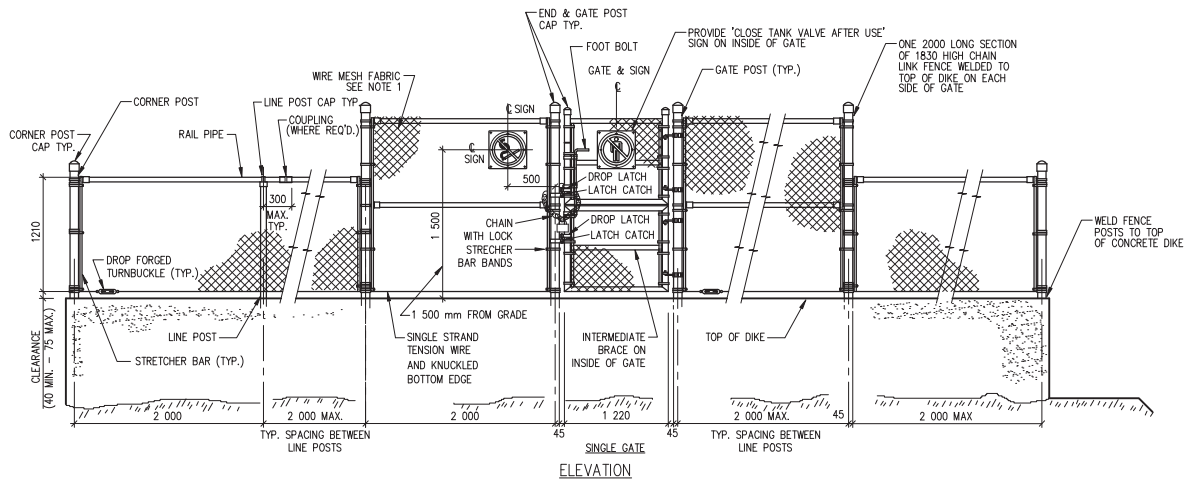 END & GATE POST
CAP TYP.
FOOT BOLT
GATE & SIGN
℄
PROVIDE 'CLOSE TANK VALVE AFTER USE'
SIGN ON INSIDE OF GATE
GATE POST (TYP.)
ONE 2000 LONG SECTION
OF 1830 HIGH CHAIN
LINK FENCE WELDED TO
TOP OF DIKE ON EACH
SIDE OF GATE
WIRE MESH FABRIC
SEE NOTE 1
LINE POST CAP TYP.
COUPLING
(WHERE REQ'D.)
CORNER POST
CORNER POST
CAP TYP.
RAIL PIPE
℄ SIGN
℄
SIGN
500
300
MAX.
TYP.
1 500
1210
DROP LATCH
LATCH CATCH
CHAIN
WITH LOCK
STRECHER
BAR BANDS
DROP LATCH
LATCH CATCH
WELD FENCE
POSTS TO TOP
OF CONCRETE DIKE
DROP FORGED
TURNBUCKLE (TYP.)
LINE POST
STRETCHER BAR (TYP.)
CLEARANCE
(40 MIN. - 75 MAX.)
1 500 mm FROM GRADE
SINGLE STRAND
TENSION WIRE
AND KNUCKLED
BOTTOM EDGE
INTERMEDIATE
BRACE ON
INSIDE OF GATE
TOP OF DIKE
2 000
2 000 MAX.
2 000
45
1 220
45
2 000 MAX.
45
2 000 MAX
TYP. SPACING BETWEEN
LINE POSTS
SINGLE GATE
TYP. SPACING BETWEEN
LINE POSTS
ELEVATION